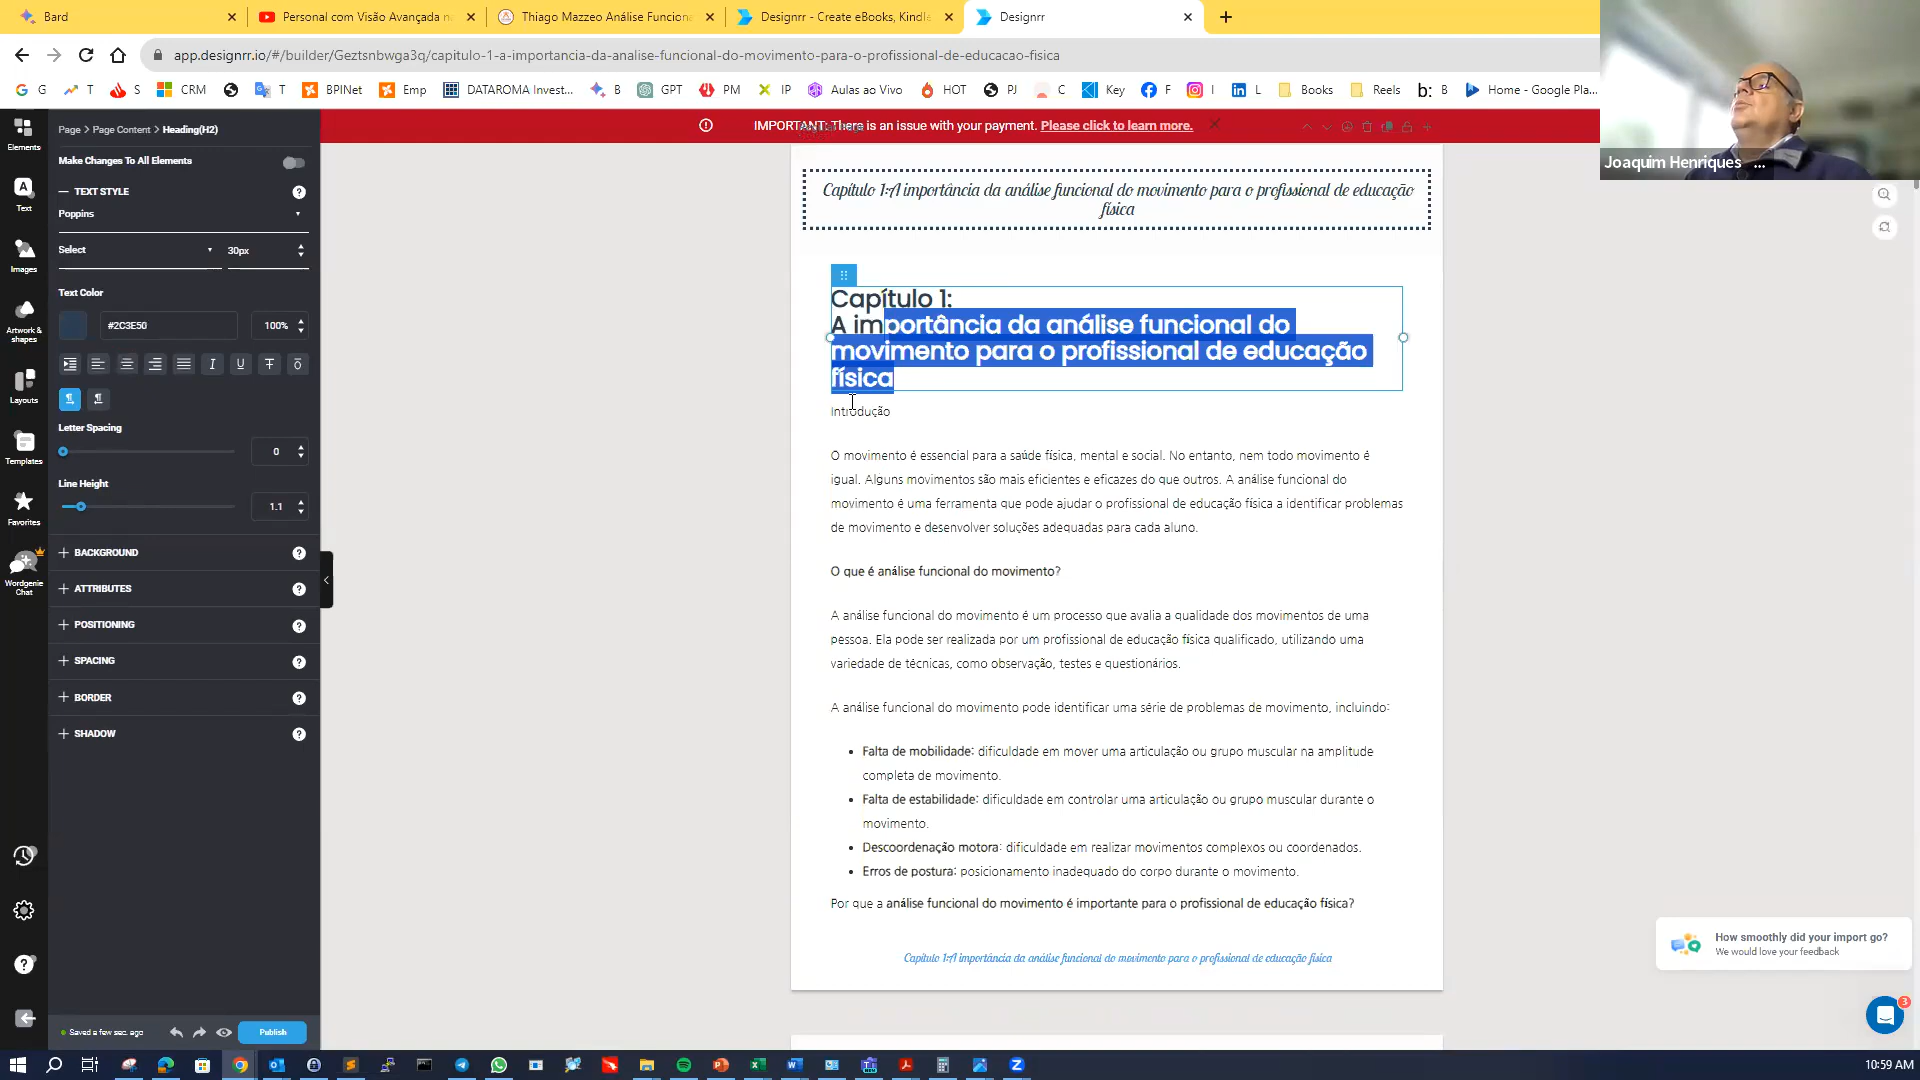 Bard
Personal com Visão Avançada n
Thiago Mazzeo Análise Funciona
Designrr - Create eBooks, Kindle
Designrr
app.designrr.io/#/builder/Geztsnbwga3q/capitulo-1-a-importancia-da-analise-funcional-do-movimento-para-o-profissional-de-educacao-fisica
G T S CRM T BPINet Emp DATAROMA Invest... B GPT PM IP Aulas ao Vivo HOT PJ C Key F I L Books Reels b: B Home - Google Pla...
Joaquim Henriques ...
IMPORTANT: There is an issue with your payment. Please click to learn more.
Elements
Text
Images
Artwork & shapes
Layouts
Templates
Favorites
Wordgenie Chat
Page > Page Content > Heading(H2)
Make Changes To All Elements
TEXT STYLE
Poppins
Select 30px
Text Color
#2C3E50 100%
Letter Spacing
0
Line Height
1.1
BACKGROUND
ATTRIBUTES
POSITIONING
SPACING
BORDER
SHADOW
Saved a few sec. ago
Publish
Capítulo 1:A importância da análise funcional do movimento para o profissional de educação
física
Capítulo 1:
A importância da análise funcional do
movimento para o profissional de educação
física
Introdução
O movimento é essencial para a saúde física, mental e social. No entanto, nem todo movimento é
igual. Alguns movimentos são mais eficientes e eficazes do que outros. A análise funcional do
movimento é uma ferramenta que pode ajudar o profissional de educação física a identificar problemas
de movimento e desenvolver soluções adequadas para cada aluno.
O que é análise funcional do movimento?
A análise funcional do movimento é um processo que avalia a qualidade dos movimentos de uma
pessoa. Ela pode ser realizada por um profissional de educação física qualificado, utilizando uma
variedade de técnicas, como observação, testes e questionários.
A análise funcional do movimento pode identificar uma série de problemas de movimento, incluindo:
Falta de mobilidade: dificuldade em mover uma articulação ou grupo muscular na amplitude
completa de movimento.
Falta de estabilidade: dificuldade em controlar uma articulação ou grupo muscular durante o
movimento.
Descoordenação motora: dificuldade em realizar movimentos complexos ou coordenados.
Erros de postura: posicionamento inadequado do corpo durante o movimento.
Por que a análise funcional do movimento é importante para o profissional de educação física?
Capítulo 1:A importância da análise funcional do movimento para o profissional de educação física
How smoothly did your import go?
We would love your feedback
3
10:59 AM